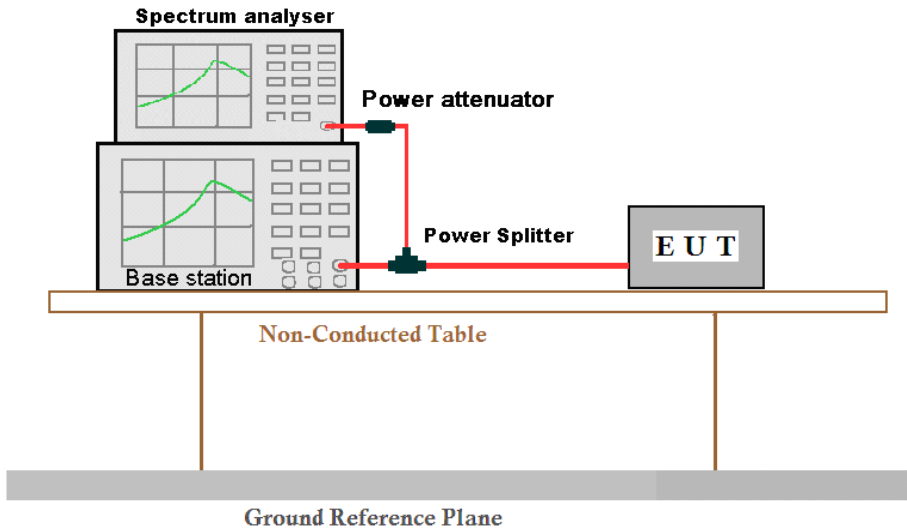 Spectrum analyser
Power attenuator
Power Splitter
E U T
Base station
Non-Conducted Table
Ground Reference Plane